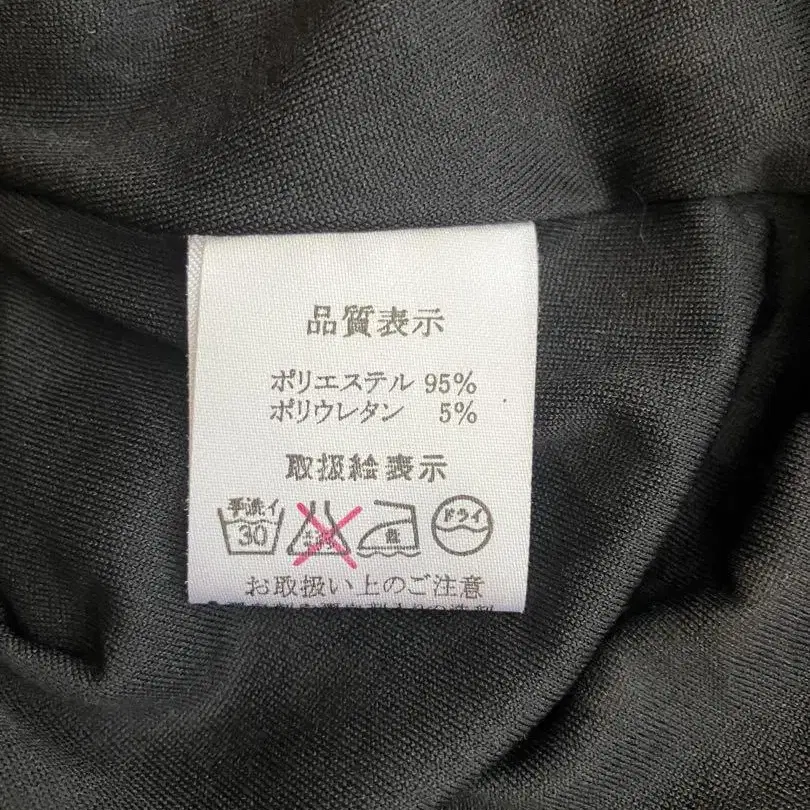 品質表示
ポリエステル 95%
ポリウレタン 5%
取扱絵表示
手洗イ 30 ドライ
お取扱い上のご注意